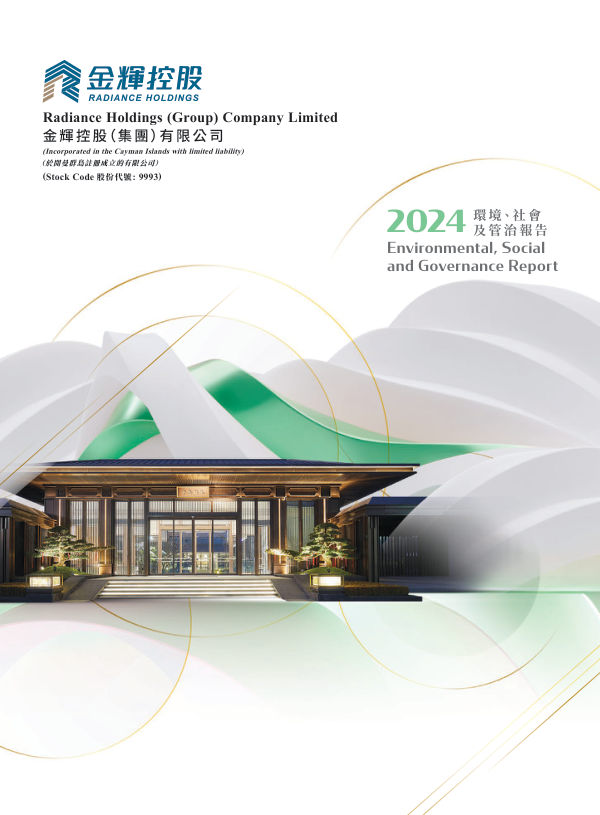 金輝控股
RADIANCE HOLDINGS
Radiance Holdings (Group) Company Limited
金輝控股(集團)有限公司
(Incorporated in the Cayman Islands with limited liability)
(於開曼群島註冊成立的有限公司)
(Stock Code 股份代號: 9993)
2024 環境、社會
及管治報告
Environmental, Social
and Governance Report